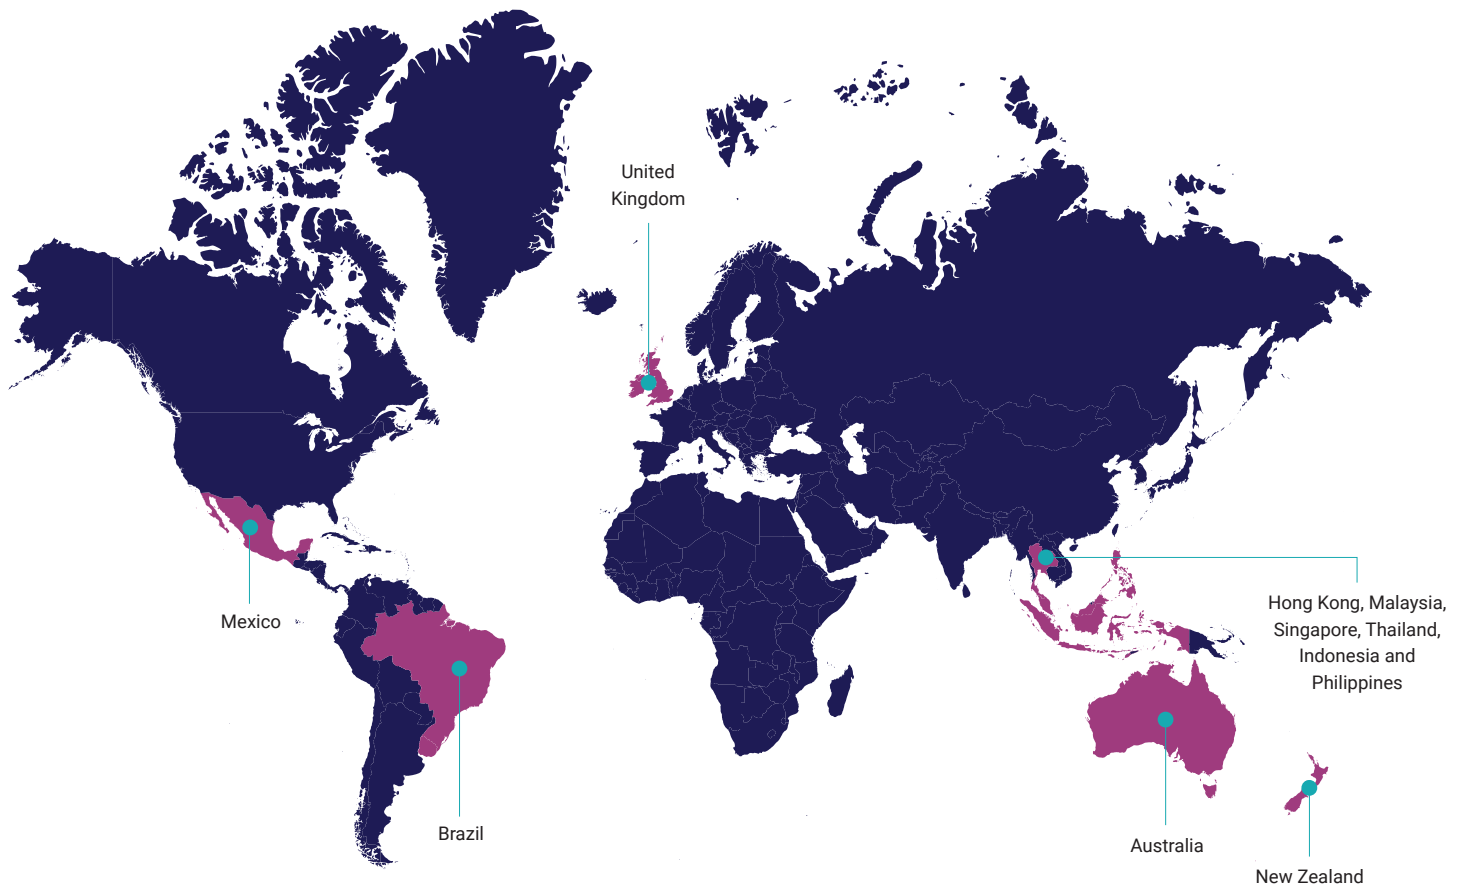 United
Kingdom
Mexico
Hong Kong, Malaysia,
Singapore, Thailand,
Indonesia and
Philippines
Brazil
Australia
New Zealand